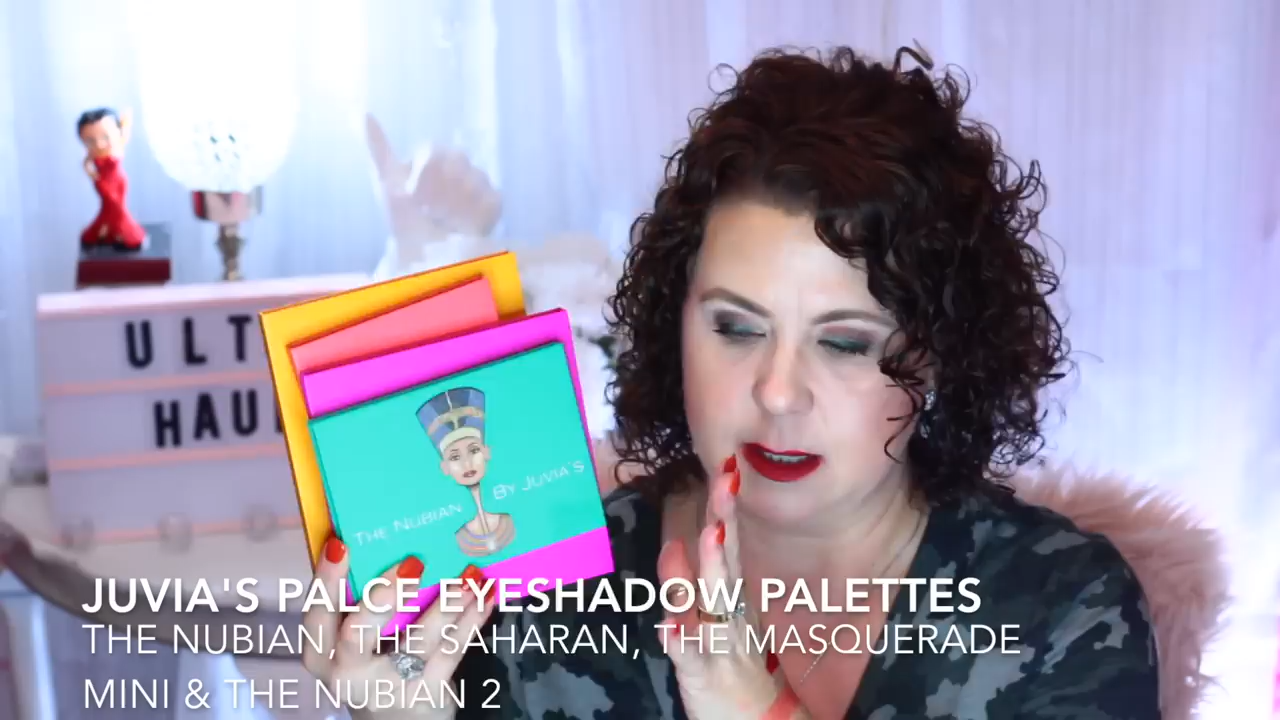 ULT
HAU
THE NUBIAN BY JUVIA'S
JUVIA'S PALCE EYESHADOW PALETTES
THE NUBIAN, THE SAHARAN, THE MASQUERADE
MINI & THE NUBIAN 2